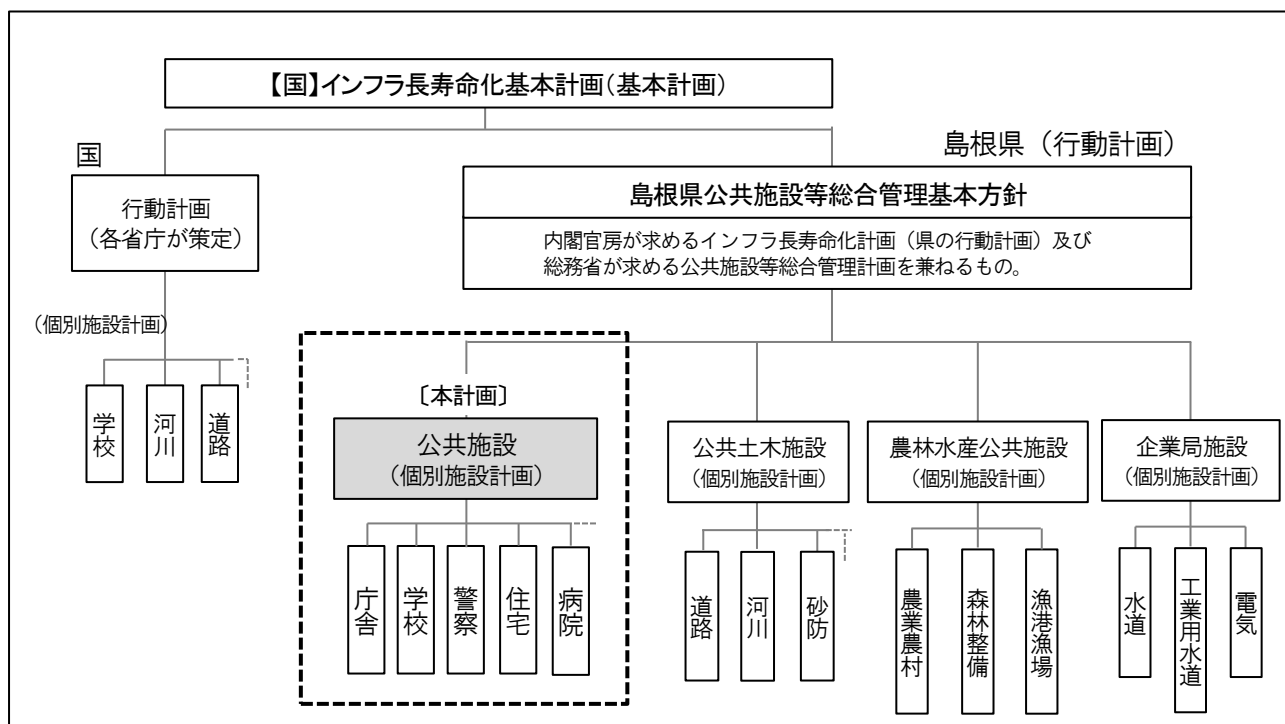 【国】インフラ長寿命化基本計画(基本計画)
国
行動計画
(各省庁が策定)
(個別施設計画)
学校
河川
道路
島根県（行動計画）
島根県公共施設等総合管理基本方針
内閣官房が求めるインフラ長寿命化計画（県の行動計画）及び
総務省が求める公共施設等総合管理計画を兼ねるもの。
〔本計画〕
公共施設
(個別施設計画)
庁舎
学校
警察
住宅
病院
公共土木施設
(個別施設計画)
道路
河川
砂防
農林水産公共施設
(個別施設計画)
農業農村
森林整備
漁港漁場
企業局施設
(個別施設計画)
水道
工業用水道
電気